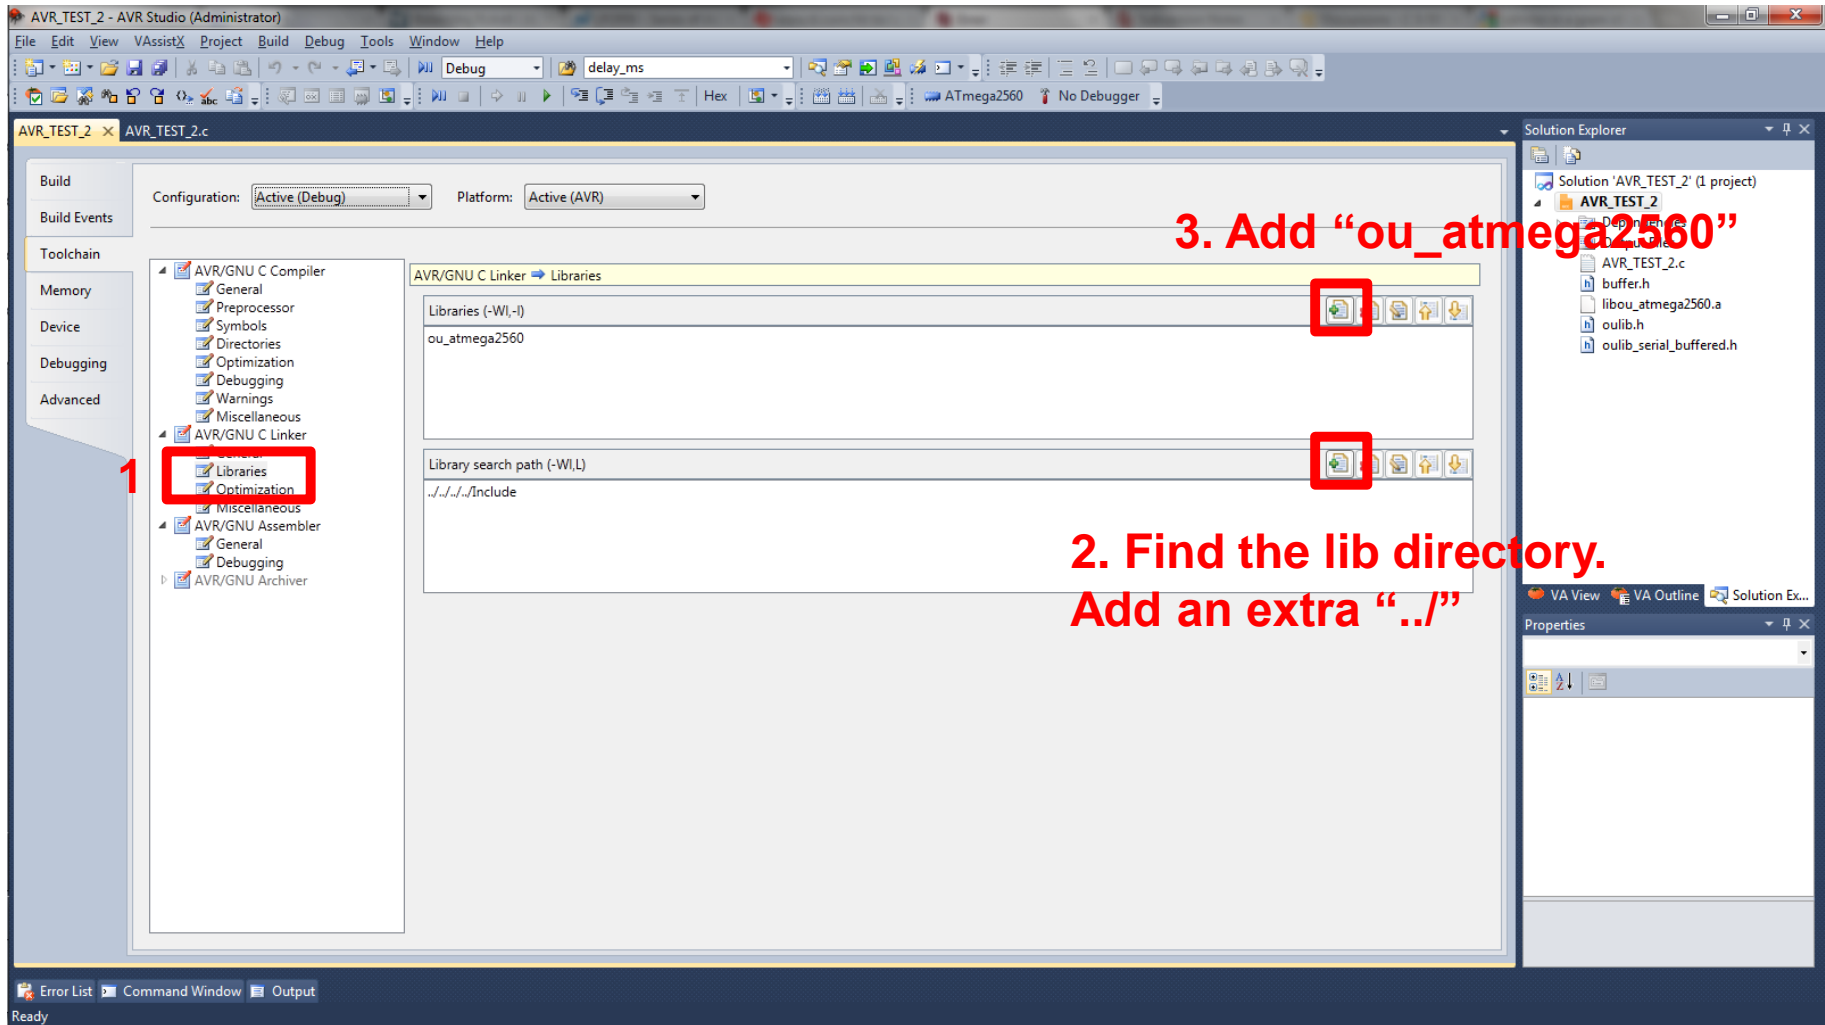 AVR_TEST_2 - AVR Studio (Administrator)
File Edit View VAssistX Project Build Debug Tools Window Help
Debug delay_ms
Hex ATmega2560 No Debugger
AVR_TEST_2 AVR_TEST_2.c
Build
Build Events
Toolchain
Memory
Device
Debugging
Advanced
Configuration: Active (Debug) Platform: Active (AVR)
AVR/GNU C Compiler
General
Preprocessor
Symbols
Directories
Optimization
Debugging
Warnings
Miscellaneous
AVR/GNU C Linker
General
1
Libraries
Optimization
Miscellaneous
AVR/GNU Assembler
General
Debugging
AVR/GNU Archiver
3. Add “ou_atmega2560”
AVR/GNU C Linker Libraries
Libraries (-Wl,-l)
ou_atmega2560
Library search path (-Wl,L)
../../../../Include
2. Find the lib directory.
Add an extra “../”
Solution Explorer
Solution 'AVR_TEST_2' (1 project)
AVR_TEST_2
Dependencies
Output Files
AVR_TEST_2.c
buffer.h
libou_atmega2560.a
oulib.h
oulib_serial_buffered.h
VA View VA Outline Solution Ex...
Properties
Error List Command Window Output
Ready